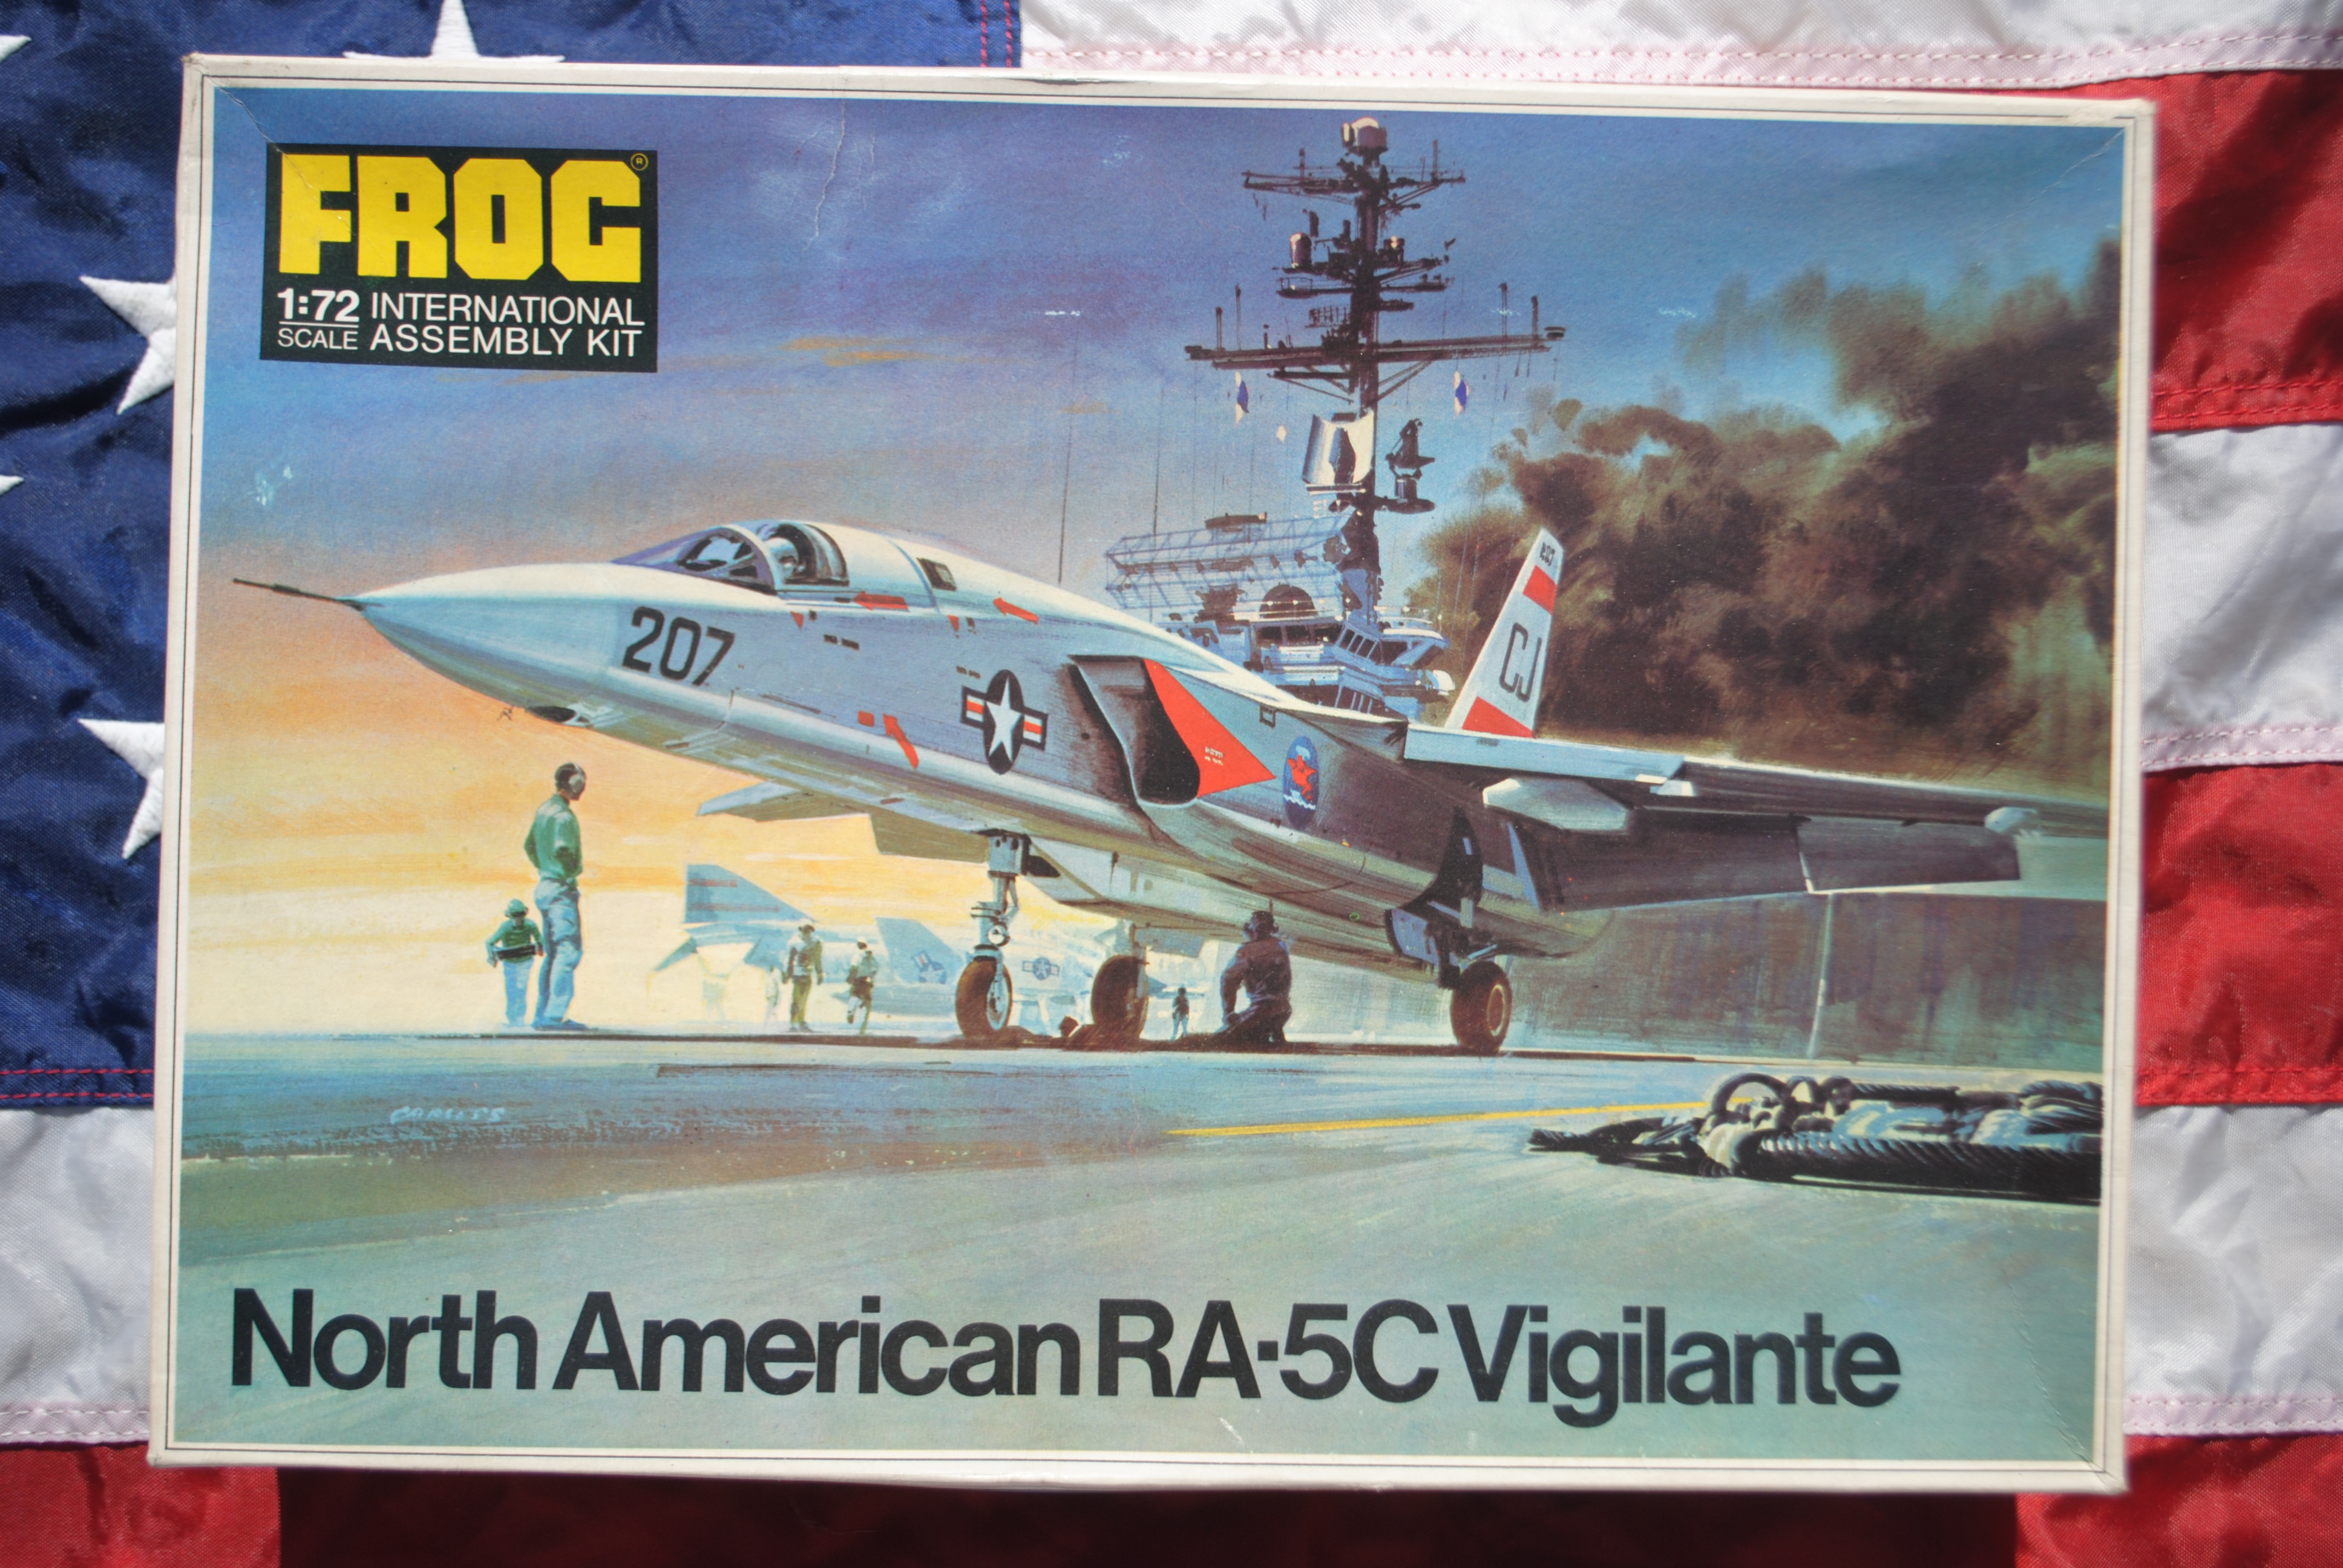 FROG®
1:72 INTERNATIONAL
SCALE ASSEMBLY KIT
207
CJ
North American RA-5C Vigilante